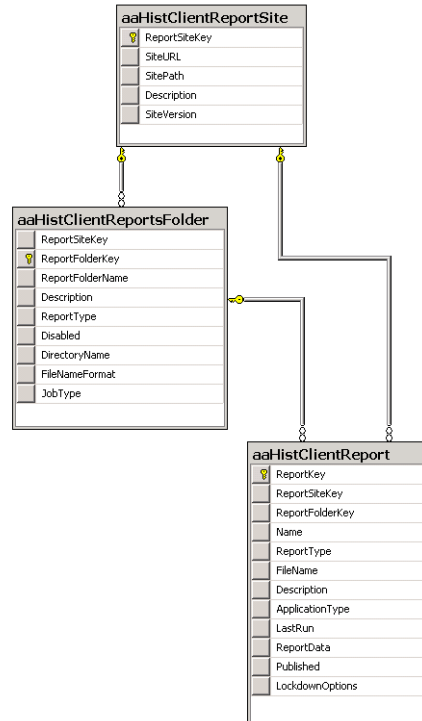 aaHistClientReportSite
ReportSiteKey
SiteURL
SitePath
Description
SiteVersion
aaHistClientReportsFolder
ReportSiteKey
ReportFolderKey
ReportFolderName
Description
ReportType
Disabled
DirectoryName
FileNameFormat
JobType
aaHistClientReport
ReportKey
ReportSiteKey
ReportFolderKey
Name
ReportType
FileName
Description
ApplicationType
LastRun
ReportData
Published
LockdownOptions